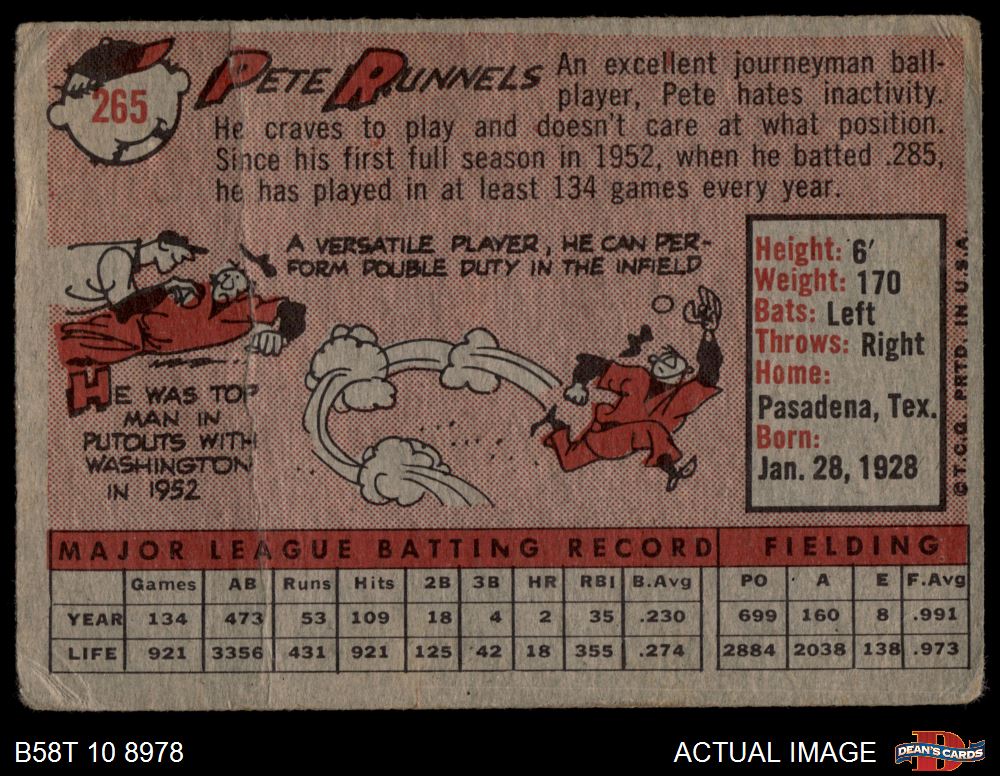 265
PETE RUNNELS
An excellent journeyman ball-
player, Pete hates inactivity.
He craves to play and doesn't care at what position.
Since his first full season in 1952, when he batted .285,
he has played in at least 134 games every year.
A VERSATILE PLAYER, HE CAN PER-
FORM DOUBLE DUTY IN THE INFIELD
HE WAS TOP
MAN IN
PUTOUTS WITH
WASHINGTON
IN 1952
Height: 6'
Weight: 170
Bats: Left
Throws: Right
Home:
Pasadena, Tex.
Born:
Jan. 28, 1928
©T.C.G. PRTD. IN U.S.A.
MAJOR LEAGUE BATTING RECORD FIELDING
Games AB Runs Hits 2B 3B HR RBI B.Avg PO A E F.Avg
YEAR 134 473 53 109 18 4 2 35 .230 699 160 8 .991
LIFE 921 3356 431 921 125 42 18 355 .274 2884 2038 138 .973
B58T 10 8978
ACTUAL IMAGE
DEAN'S CARDS